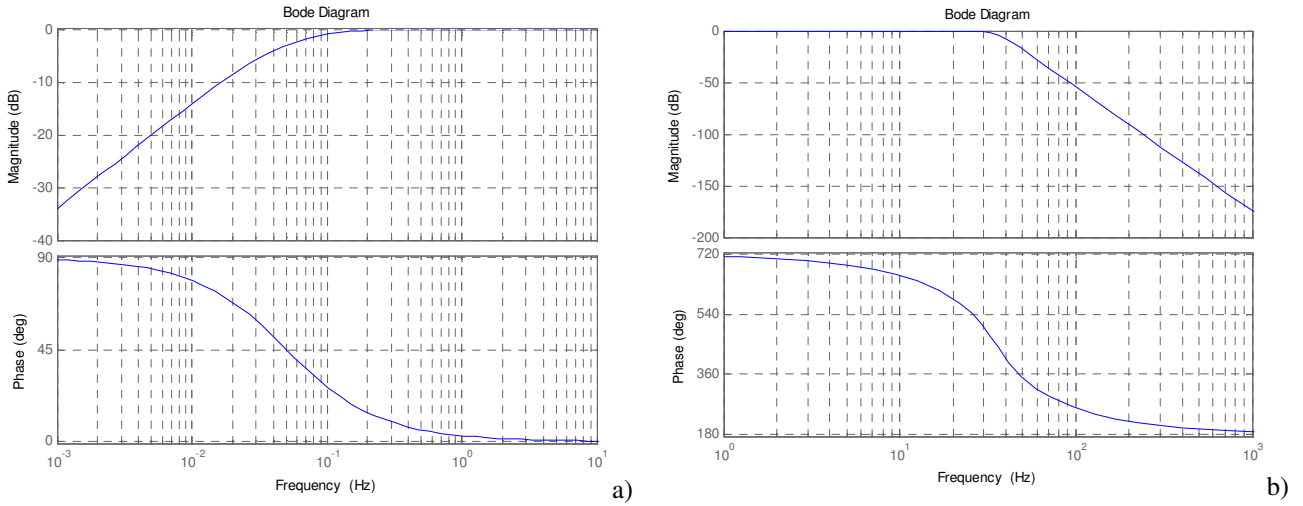 Bode Diagram
Magnitude (dB)
0
-10
-20
-30
-40
Phase (deg)
90
45
0
10^-3
10^-2
10^-1
10^0
10^1
Frequency (Hz)
a)
Bode Diagram
Magnitude (dB)
0
-50
-100
-150
-200
Phase (deg)
720
540
360
180
10^0
10^1
10^2
10^3
Frequency (Hz)
b)